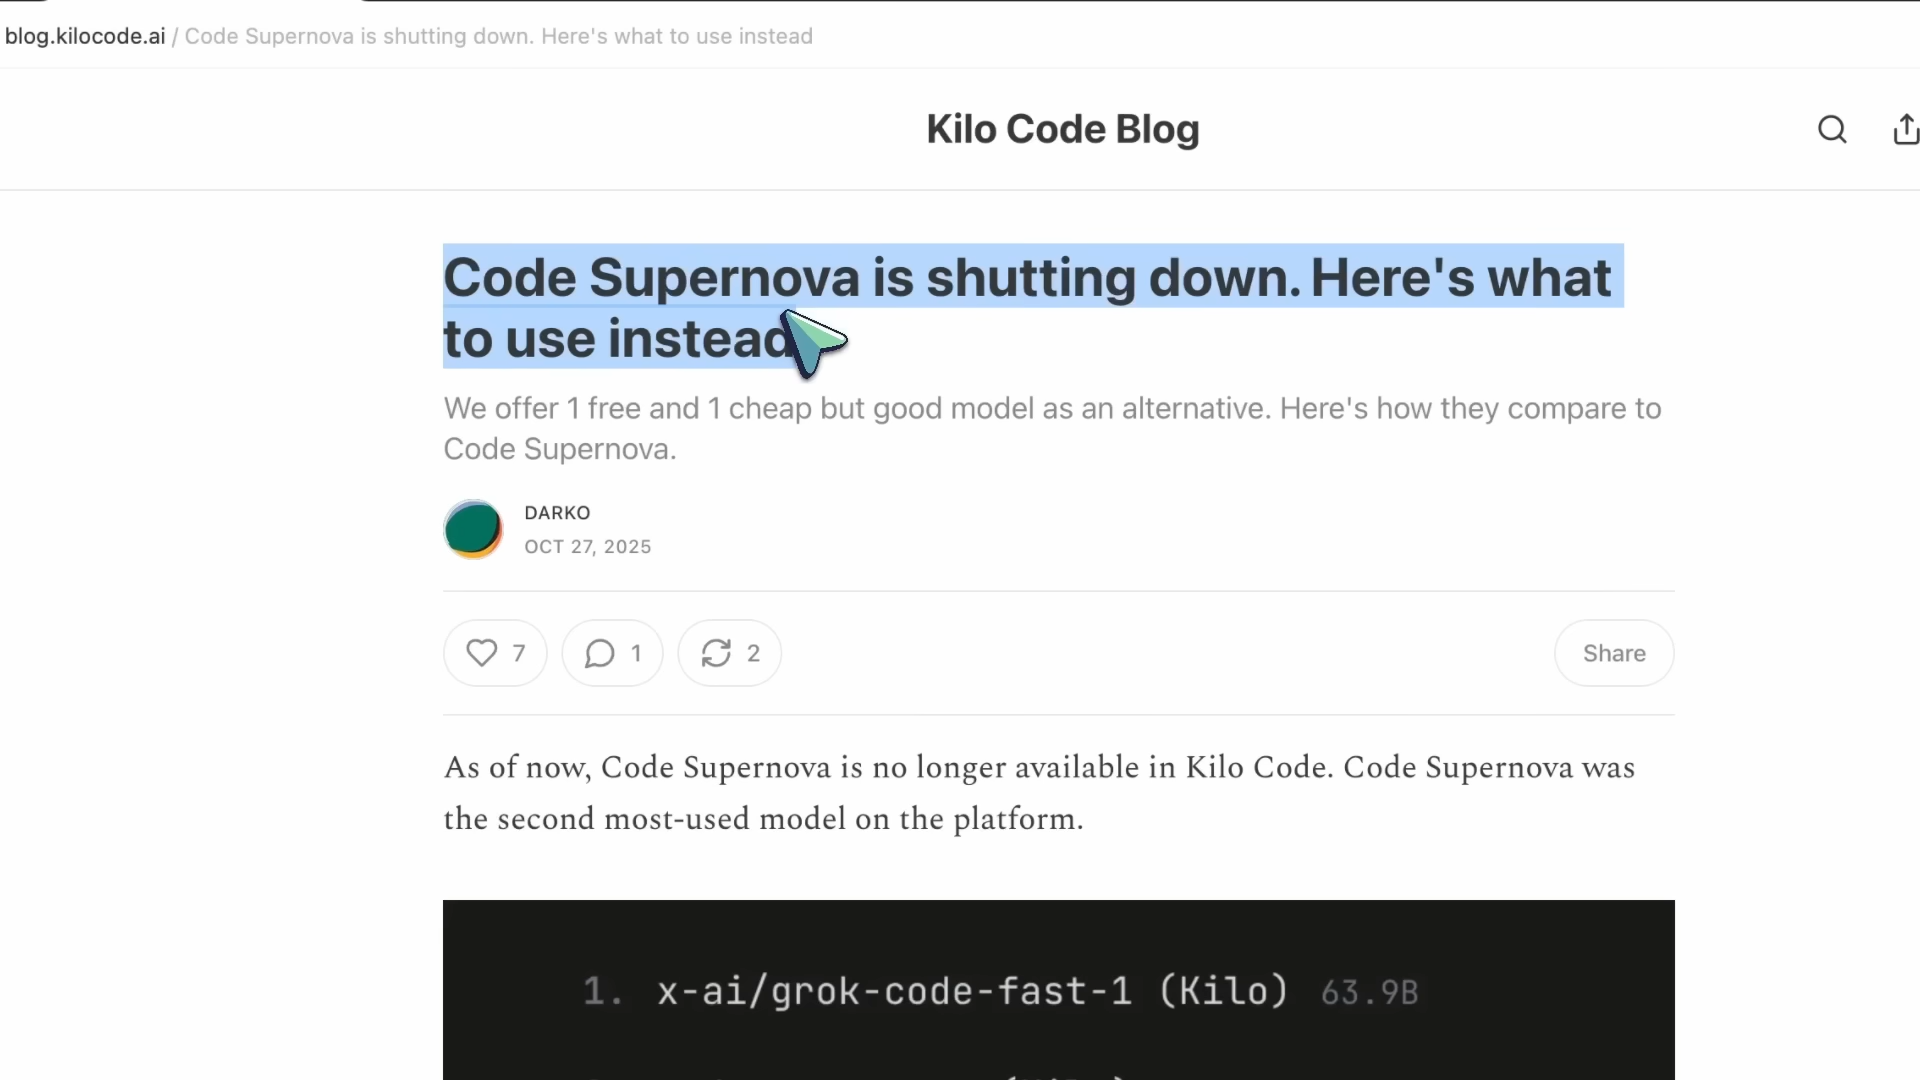 blog.kilocode.ai / Code Supernova is shutting down. Here's what to use instead
Kilo Code Blog
Code Supernova is shutting down. Here's what
to use instead
We offer 1 free and 1 cheap but good model as an alternative. Here's how they compare to
Code Supernova.
DARKO
OCT 27, 2025
7
1
2
Share
As of now, Code Supernova is no longer available in Kilo Code. Code Supernova was
the second most-used model on the platform.
1. x-ai/grok-code-fast-1 (Kilo) 63.9B